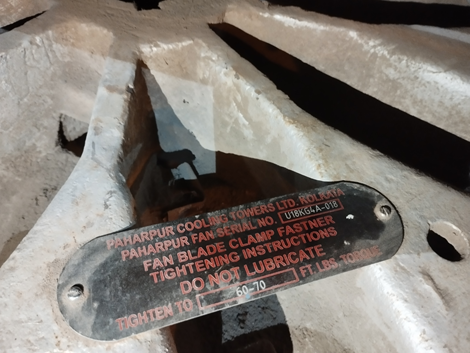 PAHARPUR COOLING TOWERS LTD. KOLKATA
PAHARPUR FAN SERIAL NO. U18KG4A-018
FAN BLADE CLAMP FASTNER
TIGHTENING INSTRUCTIONS
DO NOT LUBRICATE
TIGHTEN TO 60-70 FT LBS. TORQUE